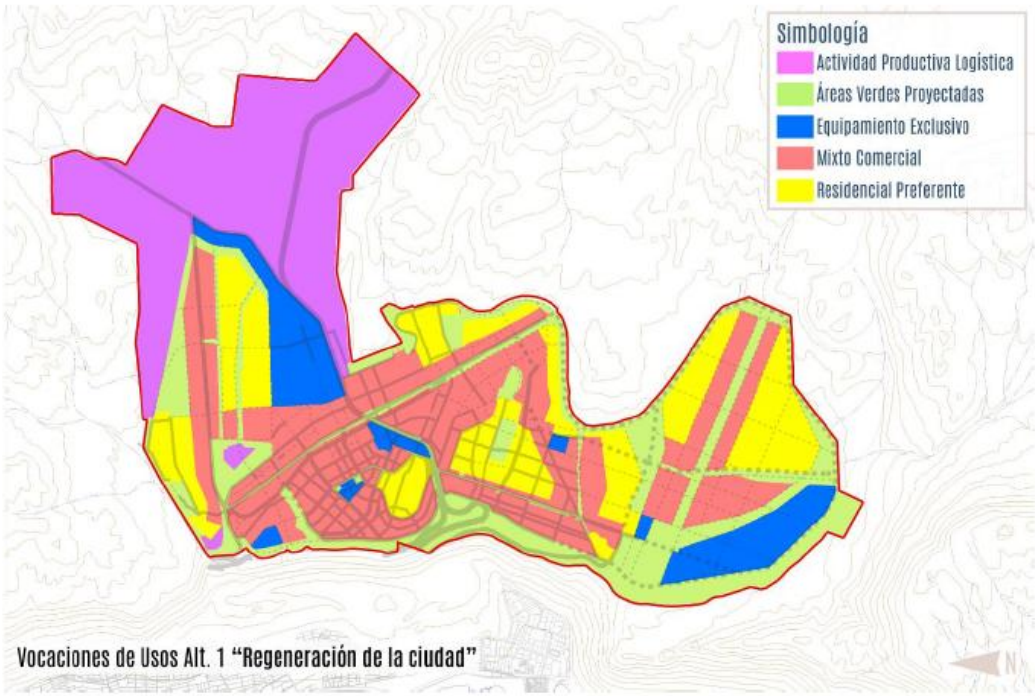 Simbología
Actividad Productiva Logística
Áreas Verdes Proyectadas
Equipamiento Exclusivo
Mixto Comercial
Residencial Preferente
Vocaciones de Usos Alt. 1 “Regeneración de la ciudad”
N